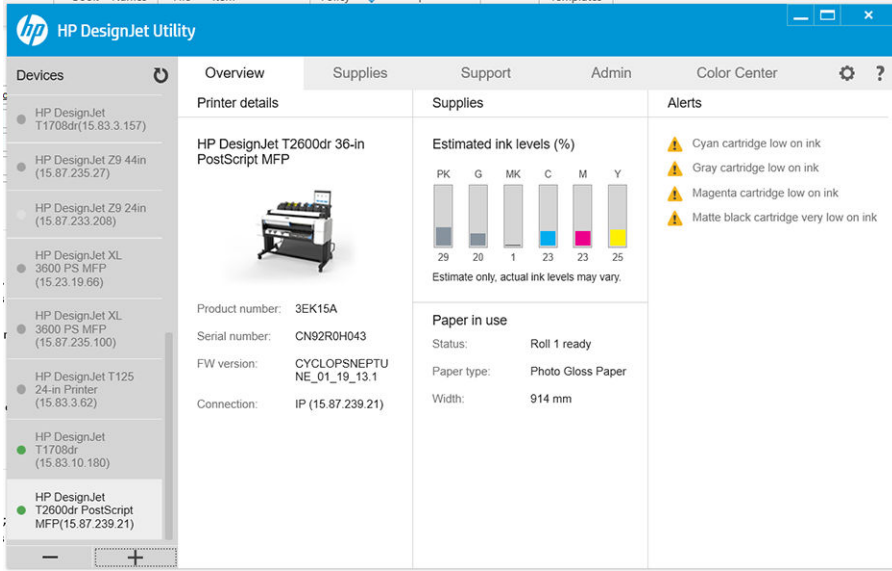 hp HP DesignJet Utility
Devices
HP DesignJet
T1708dr(15.83.3.157)
HP DesignJet Z9 44in
(15.87.235.27)
HP DesignJet Z9 24in
(15.87.233.208)
HP DesignJet XL
3600 PS MFP
(15.23.19.66)
HP DesignJet XL
3600 PS MFP
(15.87.235.100)
HP DesignJet T125
24-in Printer
(15.83.3.62)
HP DesignJet
T1708dr
(15.83.10.180)
HP DesignJet
T2600dr PostScript
MFP(15.87.239.21)
Overview Supplies Support Admin Color Center ?
Printer details
HP DesignJet T2600dr 36-in
PostScript MFP
Product number: 3EK15A
Serial number: CN92R0H043
FW version: CYCLOPSNEPTU
NE_01_19_13.1
Connection: IP (15.87.239.21)
Supplies
Estimated ink levels (%)
PK G MK C M Y
29 20 1 23 23 25
Estimate only, actual ink levels may vary.
Paper in use
Status: Roll 1 ready
Paper type: Photo Gloss Paper
Width: 914 mm
Alerts
Cyan cartridge low on ink
Gray cartridge low on ink
Magenta cartridge low on ink
Matte black cartridge very low on ink